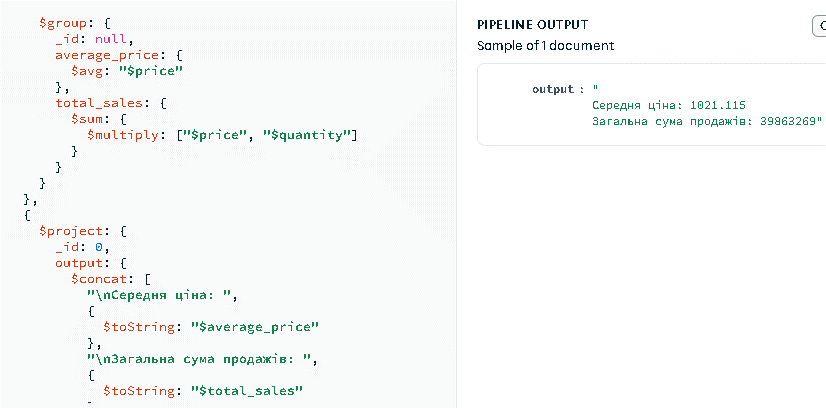 $group: {
_id: null,
average_price: {
$avg: "$price"
},
total_sales: {
$sum: {
$multiply: ["$price", "$quantity"]
}
}
}
},
{
$project: {
_id: 0,
output: {
$concat: [
"\nСередня ціна: ",
{
$toString: "$average_price"
},
"\nЗагальна сума продажів: ",
{
$toString: "$total_sales"
PIPELINE OUTPUT
Sample of 1 document
output : "
Середня ціна: 1021.115
Загальна сума продажів: 39863269"